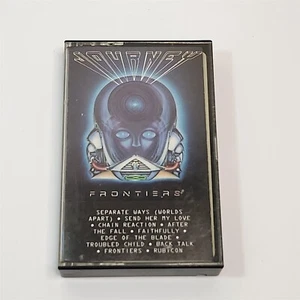 JOURNEY
FRONTIERS
SEPARATE WAYS (WORLDS
APART) • SEND HER MY LOVE
• CHAIN REACTION • AFTER
THE FALL • FAITHFULLY •
EDGE OF THE BLADE •
TROUBLED CHILD • BACK TALK
• FRONTIERS • RUBICON